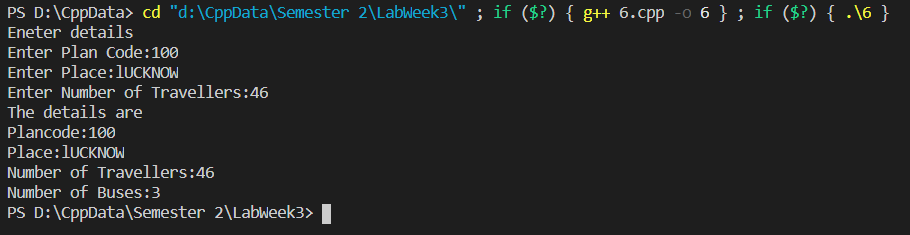 PS D:\CppData> cd "d:\CppData\Semester 2\LabWeek3\" ; if ($?) { g++ 6.cpp -o 6 } ; if ($?) { .\6 }
Eneter details
Enter Plan Code:100
Enter Place:lUCKNOW
Enter Number of Travellers:46
The details are
Plancode:100
Place:lUCKNOW
Number of Travellers:46
Number of Buses:3
PS D:\CppData\Semester 2\LabWeek3>